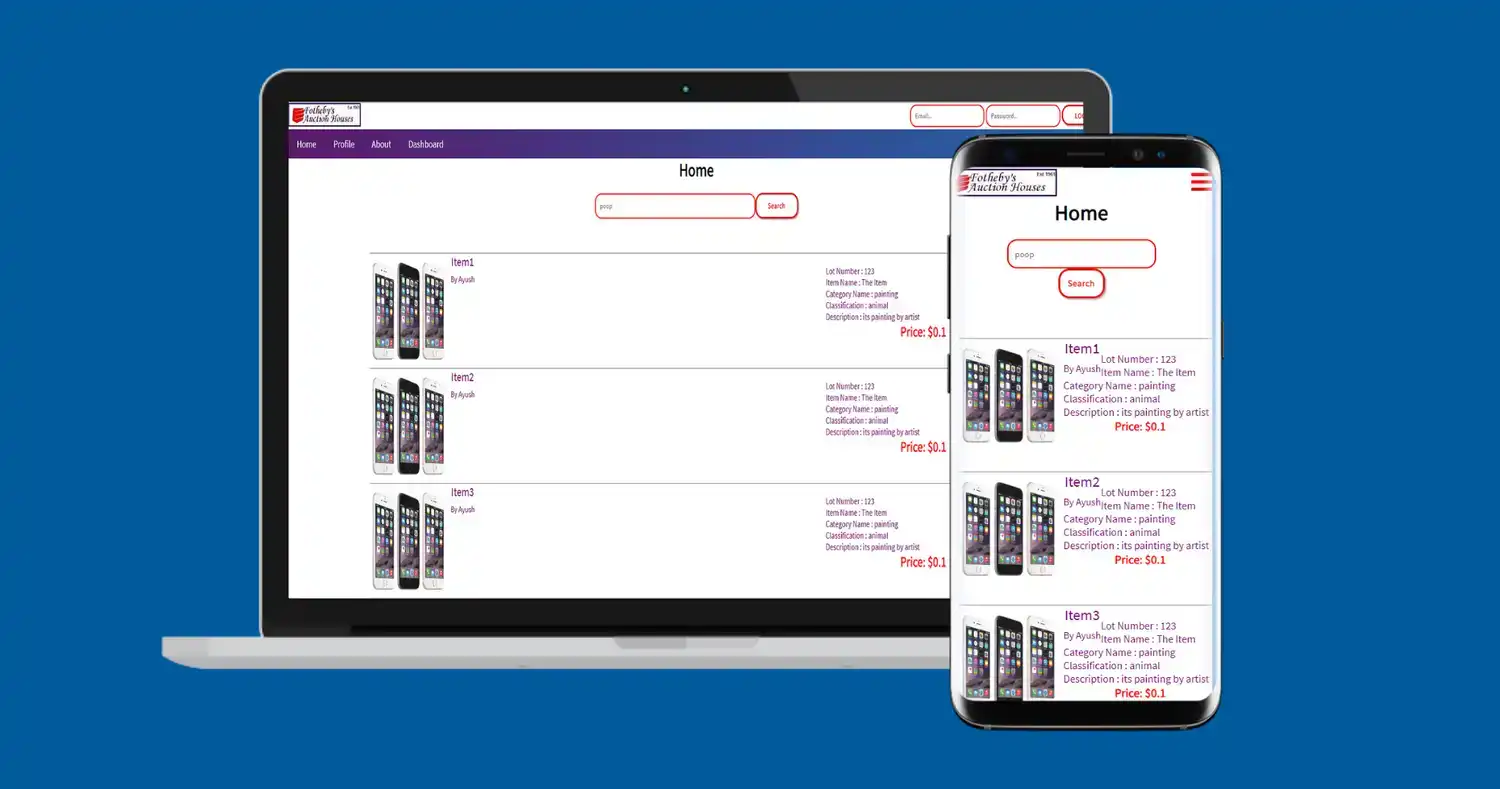 Fotheby's
Auction Houses
Email...
Password...
Home Profile About Dashboard
Home
poop
Search
Item1
By Ayush
Lot Number : 123
Item Name : The Item
Category Name : painting
Classification : animal
Description : its painting by artist
Price: $0.1
Item2
By Ayush
Lot Number : 123
Item Name : The Item
Category Name : painting
Classification : animal
Description : its painting by artist
Price: $0.1
Item3
By Ayush
Lot Number : 123
Item Name : The Item
Category Name : painting
Classification : animal
Description : its painting by artist
Price: $0.1
Fotheby's
Auction Houses
Home
poop
Search
Item1
By Ayush
Lot Number : 123
Item Name : The Item
Category Name : painting
Classification : animal
Description : its painting by artist
Price: $0.1
Item2
By Ayush
Lot Number : 123
Item Name : The Item
Category Name : painting
Classification : animal
Description : its painting by artist
Price: $0.1
Item3
By Ayush
Lot Number : 123
Item Name : The Item
Category Name : painting
Classification : animal
Description : its painting by artist
Price: $0.1